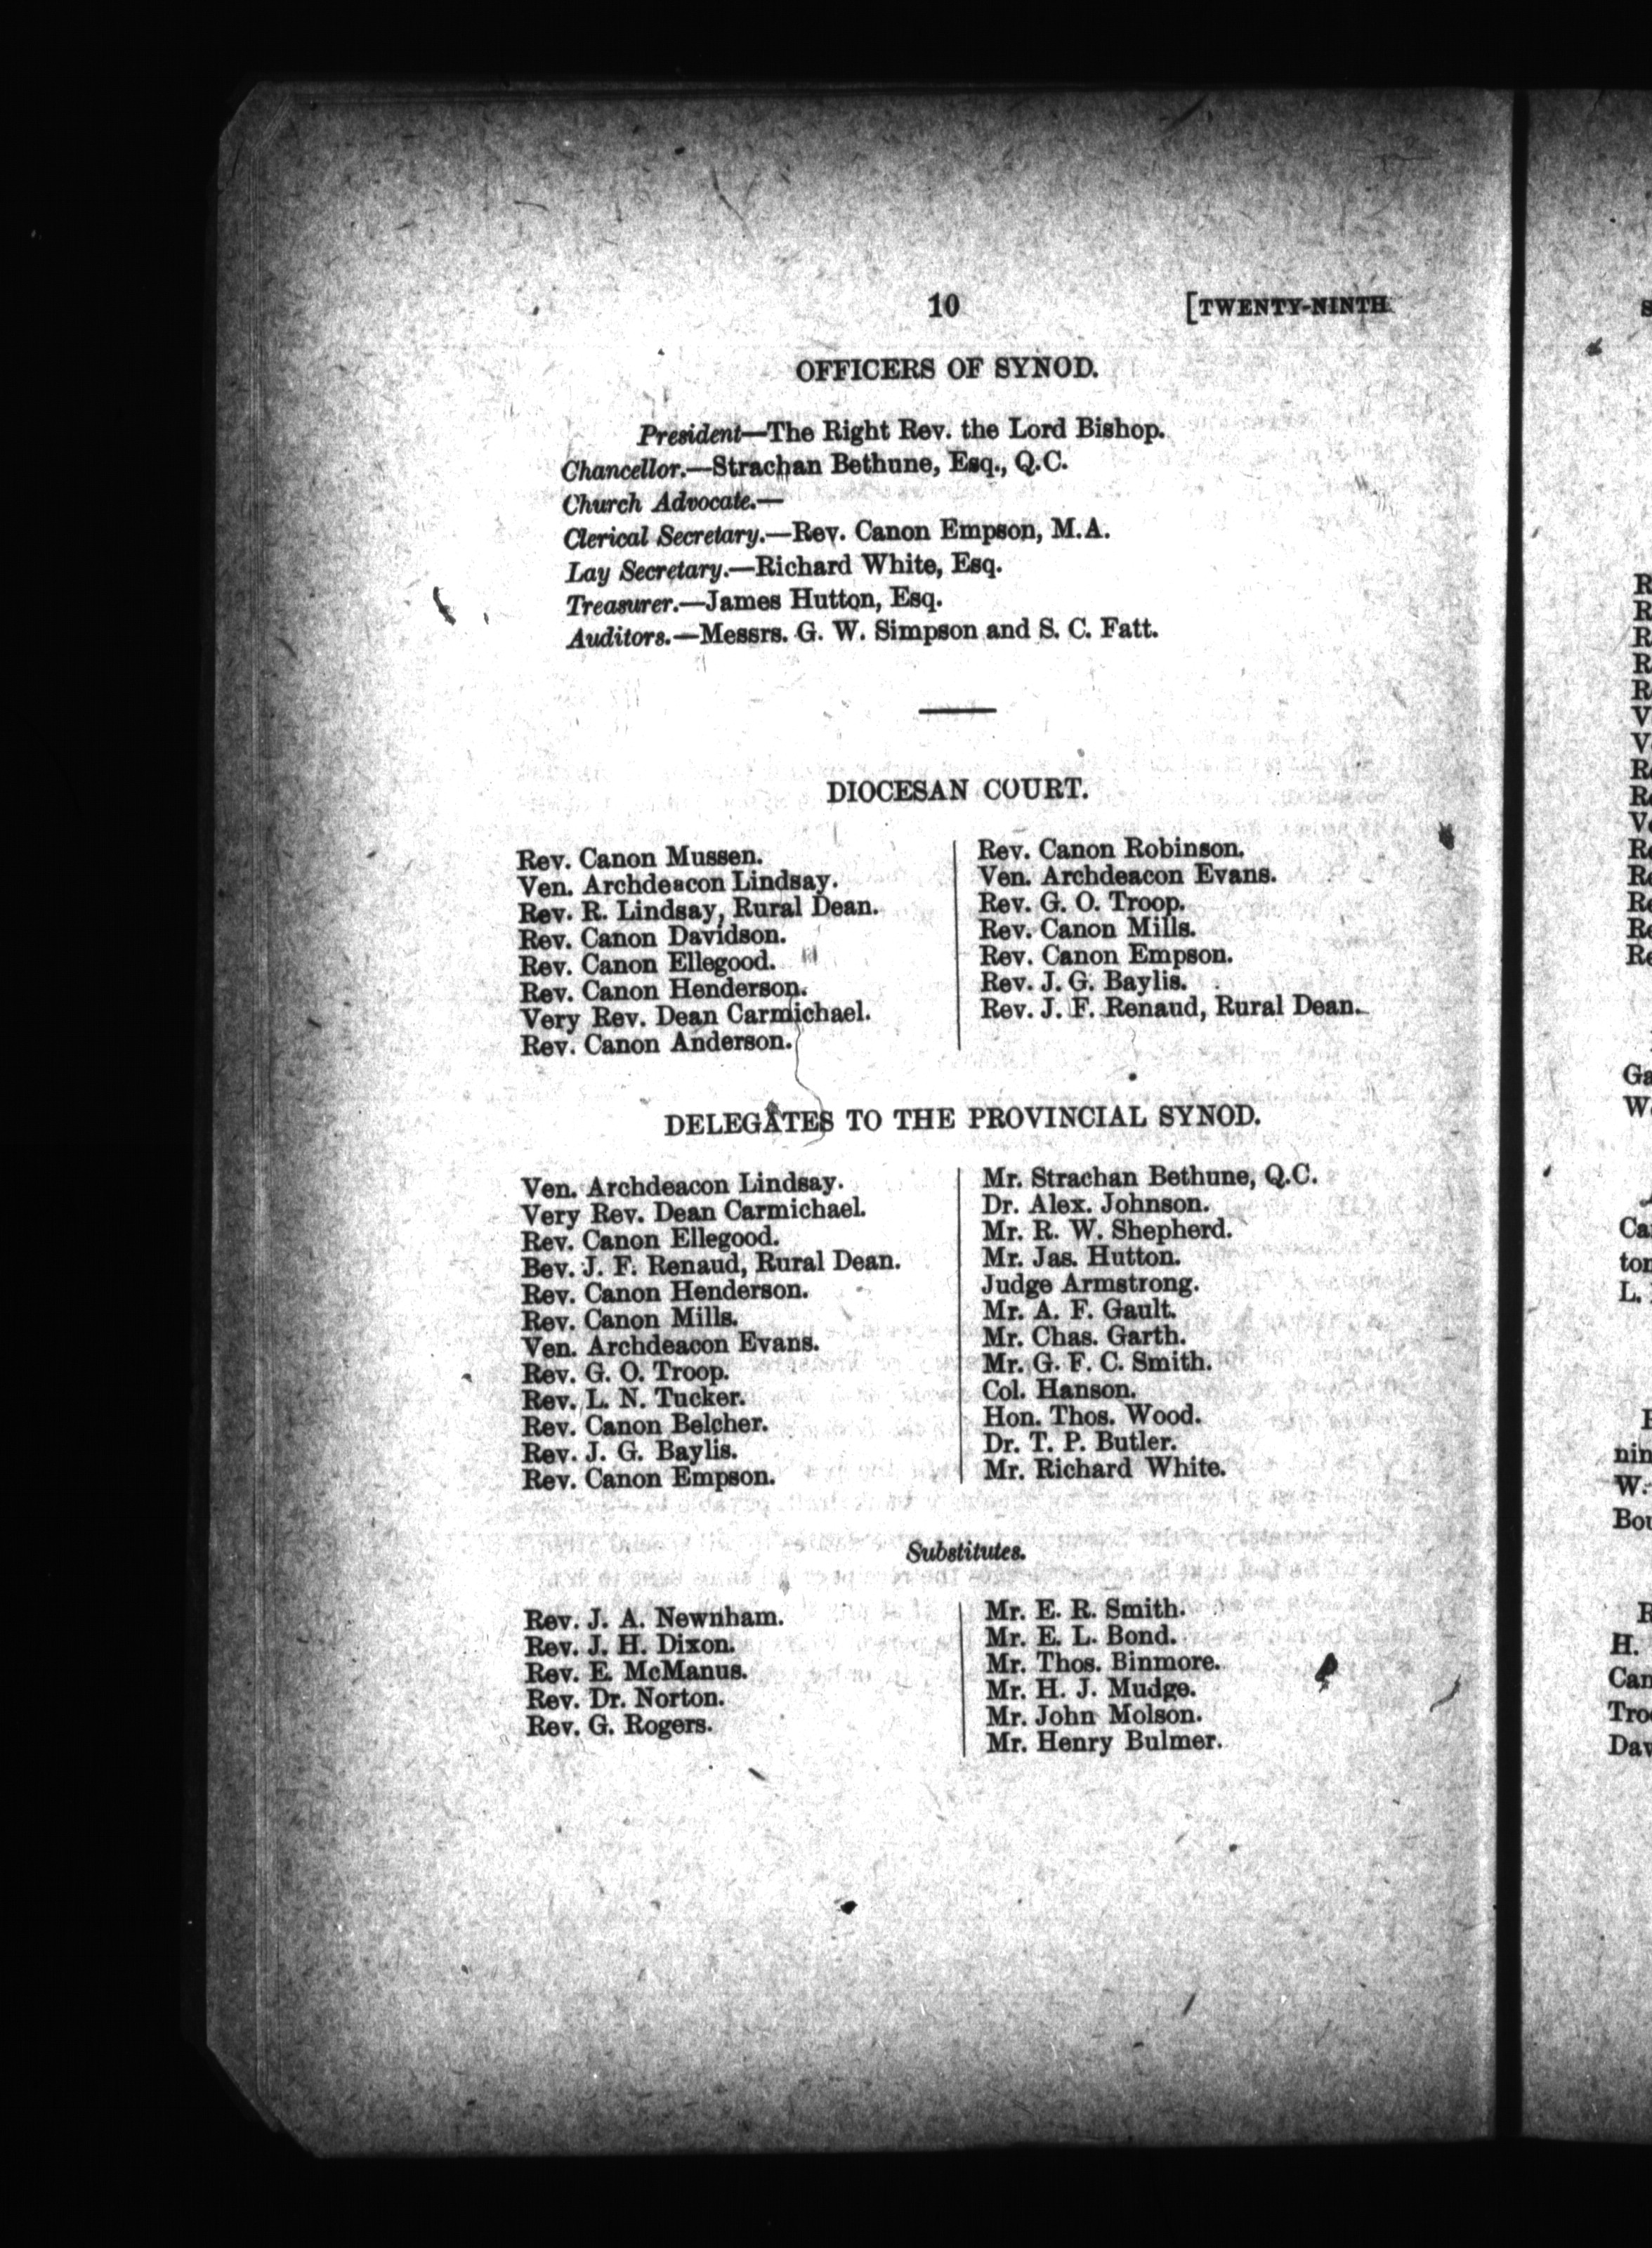 10
[TWENTY-NINTH
OFFICERS OF SYNOD.
President—The Right Rev. the Lord Bishop.
Chancellor.—Strachan Bethune, Esq., Q.C.
Church Advocate.—
Clerical Secretary.—Rev. Canon Empson, M.A.
Lay Secretary.—Richard White, Esq.
Treasurer.—James Hutton, Esq.
Auditors.—Messrs. G. W. Simpson and S. C. Fatt.
DIOCESAN COURT.
Rev. Canon Mussen.
Ven. Archdeacon Lindsay.
Rev. R. Lindsay, Rural Dean.
Rev. Canon Davidson.
Rev. Canon Ellegood.
Rev. Canon Henderson.
Very Rev. Dean Carmichael.
Rev. Canon Anderson.
Rev. Canon Robinson.
Ven. Archdeacon Evans.
Rev. G. O. Troop.
Rev. Canon Mills.
Rev. Canon Empson.
Rev. J. G. Baylis.
Rev. J. F. Renaud, Rural Dean.
DELEGATES TO THE PROVINCIAL SYNOD.
Ven. Archdeacon Lindsay.
Very Rev. Dean Carmichael.
Rev. Canon Ellegood.
Bev. J. F. Renaud, Rural Dean.
Rev. Canon Henderson.
Rev. Canon Mills.
Ven. Archdeacon Evans.
Rev. G. O. Troop.
Rev. L. N. Tucker.
Rev. Canon Belcher.
Rev. J. G. Baylis.
Rev. Canon Empson.
Mr. Strachan Bethune, Q.C.
Dr. Alex. Johnson.
Mr. R. W. Shepherd.
Mr. Jas. Hutton.
Judge Armstrong.
Mr. A. F. Gault.
Mr. Chas. Garth.
Mr. G. F. C. Smith.
Col. Hanson.
Hon. Thos. Wood.
Dr. T. P. Butler.
Mr. Richard White.
Substitutes.
Rev. J. A. Newnham.
Rev. J. H. Dixon.
Rev. E. McManus.
Rev. Dr. Norton.
Rev. G. Rogers.
Mr. E. R. Smith.
Mr. E. L. Bond.
Mr. Thos. Binmore.
Mr. H. J. Mudge.
Mr. John Molson.
Mr. Henry Bulmer.